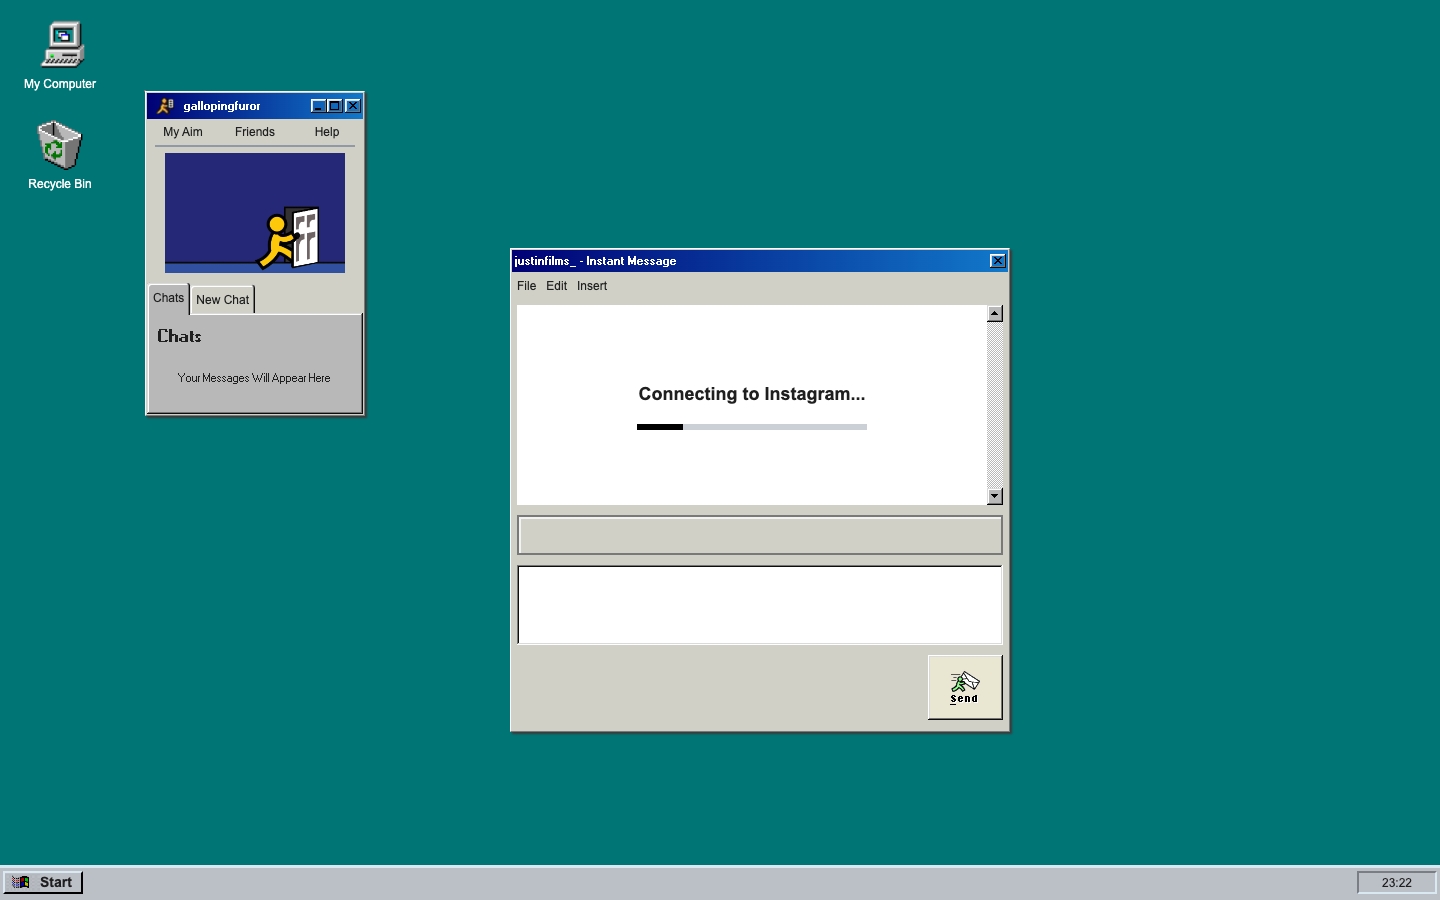 My Computer
Recycle Bin
gallopingfuror
My Aim Friends Help
Chats New Chat
Chats
Your Messages Will Appear Here
justinfilms_ - Instant Message
File Edit Insert
Connecting to Instagram...
Send
Start
23:22